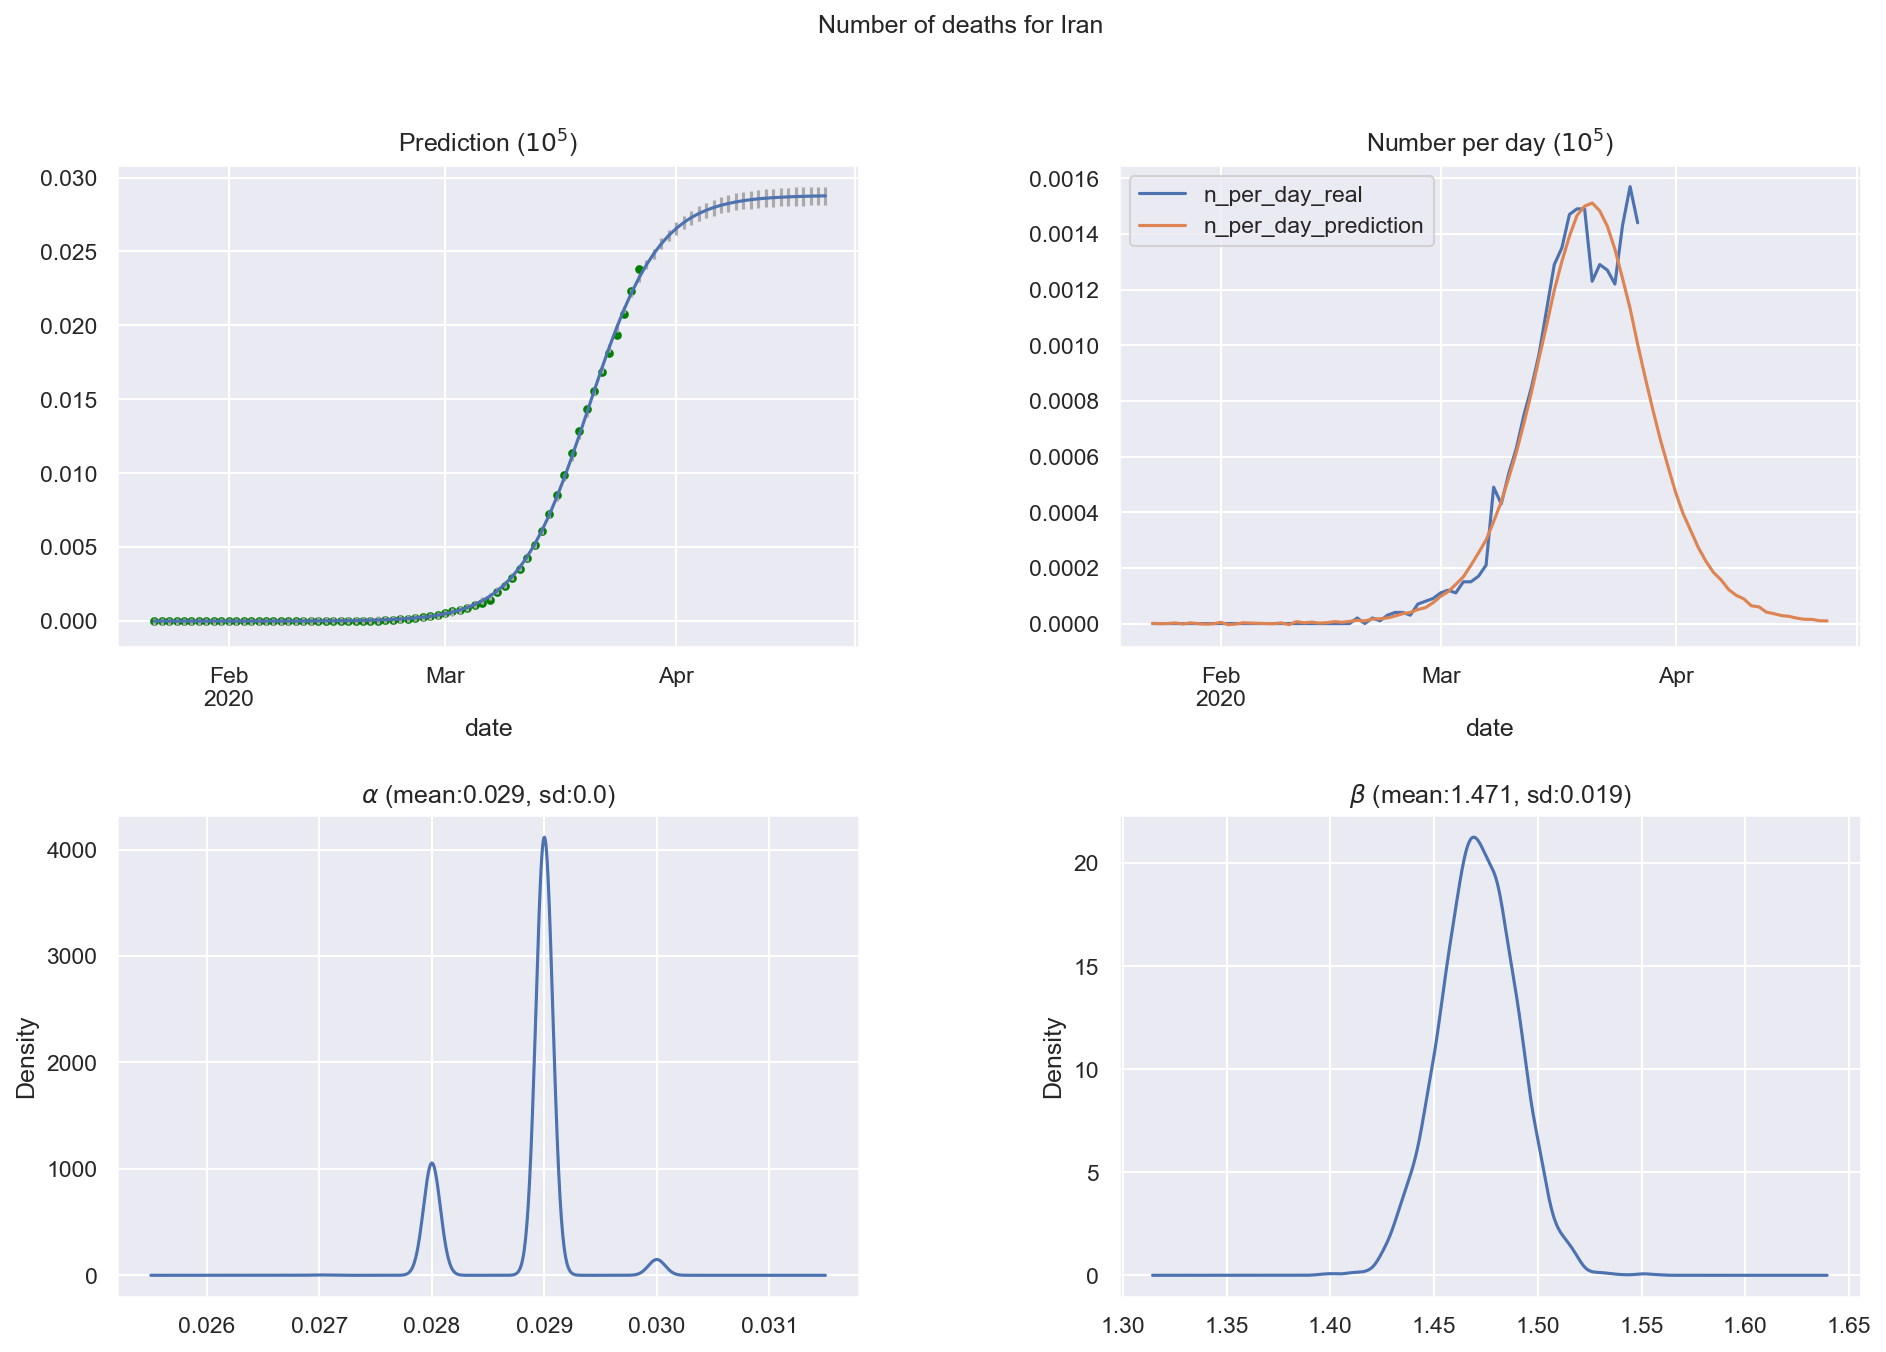 Number of deaths for Iran
Prediction (10⁵)
0.030
0.025
0.020
0.015
0.010
0.005
0.000
Feb
2020
Mar
Apr
date
Number per day (10⁵)
n_per_day_real
n_per_day_prediction
0.0016
0.0014
0.0012
0.0010
0.0008
0.0006
0.0004
0.0002
0.0000
Feb
2020
Mar
Apr
date
α (mean:0.029, sd:0.0)
Density
4000
3000
2000
1000
0
0.026 0.027 0.028 0.029 0.030 0.031
β (mean:1.471, sd:0.019)
Density
20
15
10
5
0
1.30 1.35 1.40 1.45 1.50 1.55 1.60 1.65